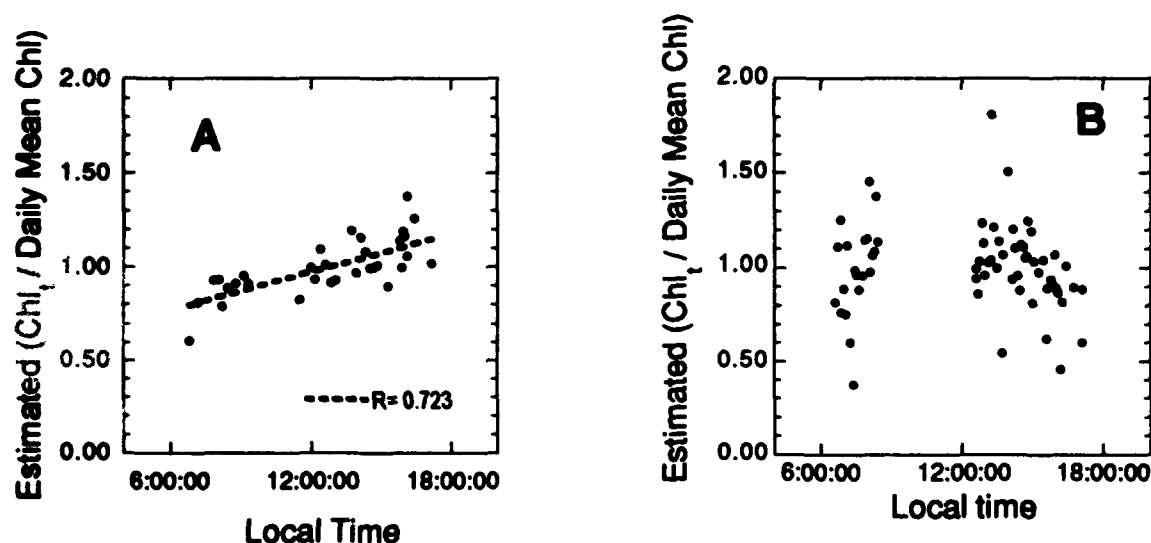 Estimated (Chl_t / Daily Mean Chl)
2.00
1.50
1.00
0.50
0.00
A
R= 0.723
6:00:00 12:00:00 18:00:00
Local Time
Estimated (Chl_t / Daily Mean Chl)
2.00
1.50
1.00
0.50
0.00
B
6:00:00 12:00:00 18:00:00
Local time